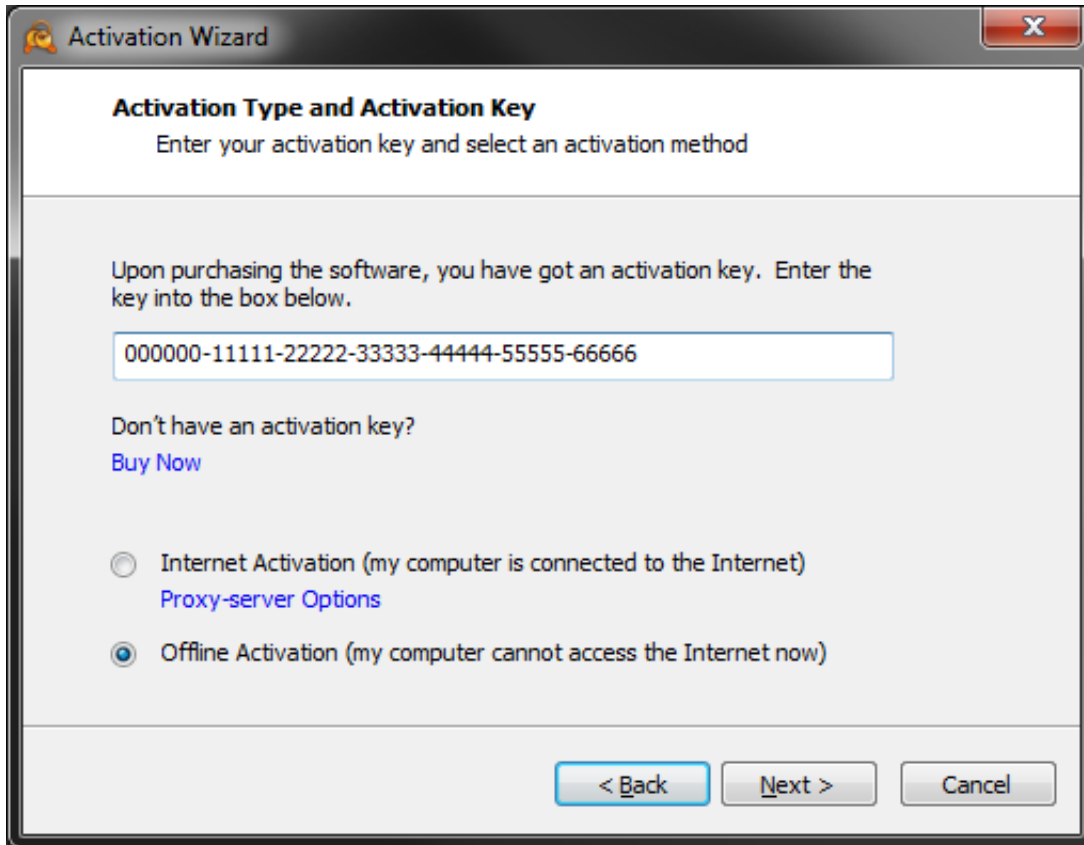 Activation Wizard
Activation Type and Activation Key
Enter your activation key and select an activation method
Upon purchasing the software, you have got an activation key.  Enter the
key into the box below.
000000-11111-22222-33333-44444-55555-66666
Don't have an activation key?
Buy Now
Internet Activation (my computer is connected to the Internet)
Proxy-server Options
Offline Activation (my computer cannot access the Internet now)
< Back Next > Cancel